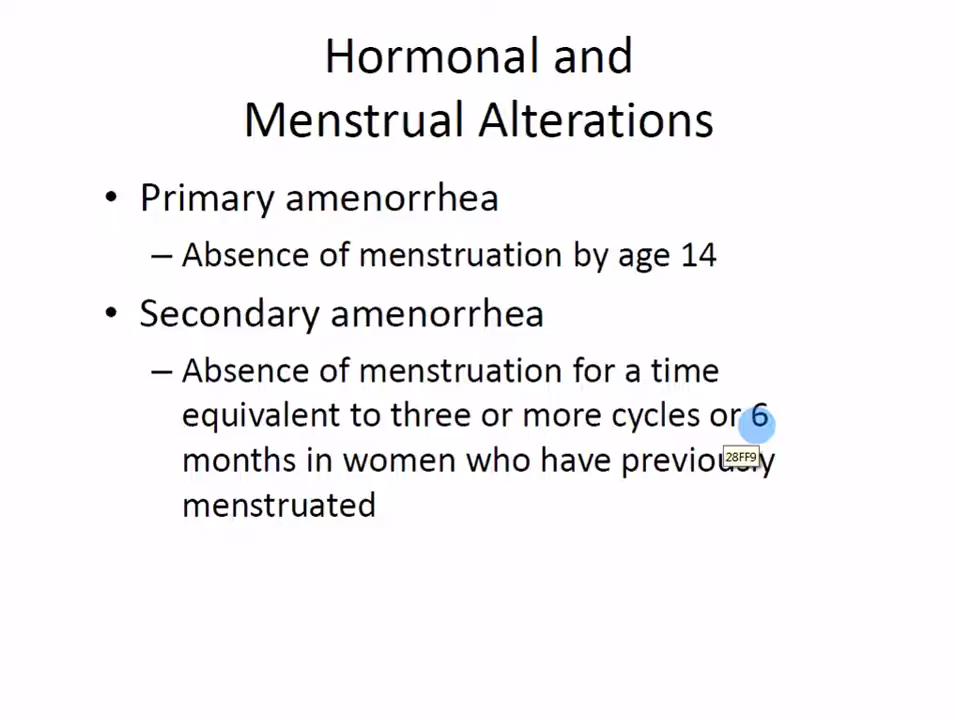 Hormonal and
Menstrual Alterations
• Primary amenorrhea
– Absence of menstruation by age 14
• Secondary amenorrhea
– Absence of menstruation for a time
equivalent to three or more cycles or 6
months in women who have previously
menstruated
28FF9